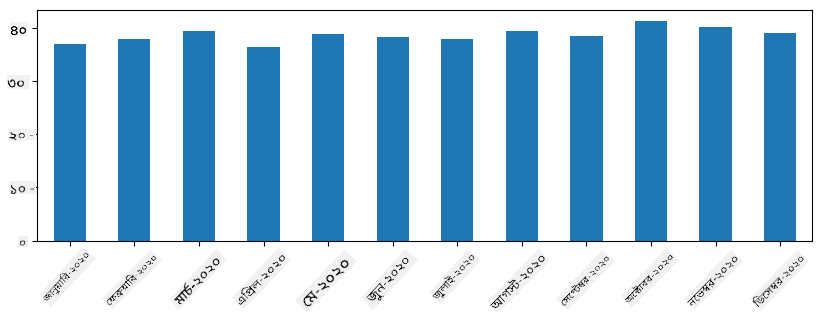 ৪০
৩০
২০
১০
০
জানুয়ারি-২০২০
ফেব্রুয়ারি-২০২০
মার্চ-২০২০
এপ্রিল-২০২০
মে-২০২০
জুন-২০২০
জুলাই-২০২০
আগস্ট-২০২০
সেপ্টেম্বর-২০২০
অক্টোবর-২০২০
নভেম্বর-২০২০
ডিসেম্বর-২০২০